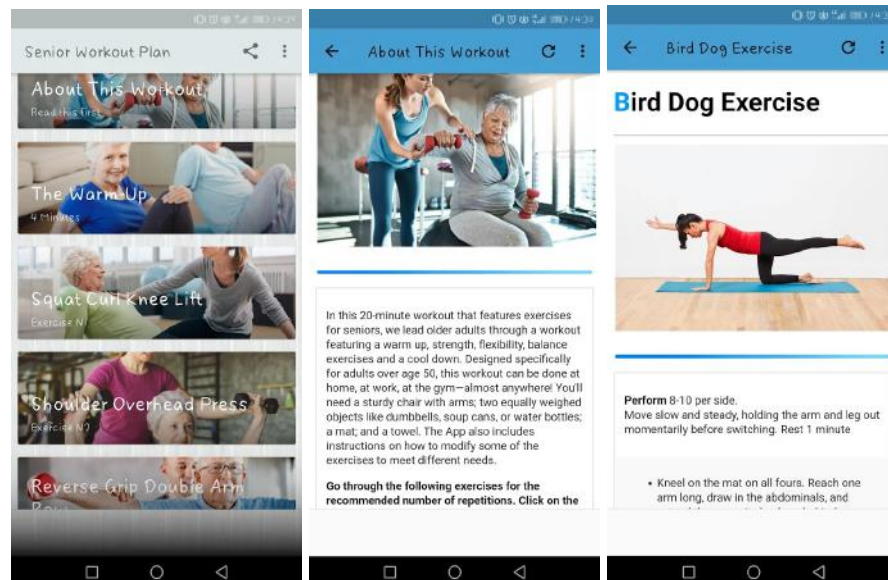 Senior Workout Plan
About This Workout
Read this first
The Warm-Up
4 Minutes
Squat Curl Knee Lift
Exercise N1
Shoulder Overhead Press
Exercise N2
Reverse Grip Double Arm
About This Workout
In this 20-minute workout that features exercises
for seniors, we lead older adults through a workout
featuring a warm up, strength, flexibility, balance
exercises and a cool down. Designed specifically
for adults over age 50, this workout can be done at
home, at work, at the gym—almost anywhere! You'll
need a sturdy chair with arms; two equally weighed
objects like dumbbells, soup cans, or water bottles;
a mat; and a towel. The App also includes
instructions on how to modify some of the
exercises to meet different needs.
Go through the following exercises for the
recommended number of repetitions. Click on the
Bird Dog Exercise
Bird Dog Exercise
Perform 8-10 per side.
Move slow and steady, holding the arm and leg out
momentarily before switching. Rest 1 minute
• Kneel on the mat on all fours. Reach one
arm long, draw in the abdominals, and